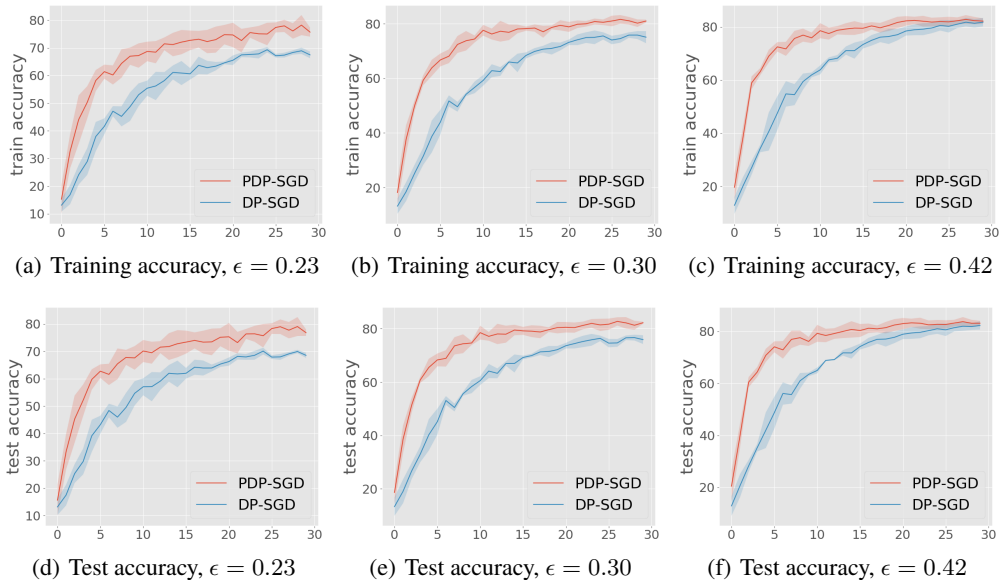 80
70
60
50
40
30
20
10
train accuracy
PDP-SGD
DP-SGD
0 5 10 15 20 25 30
(a) Training accuracy, ϵ = 0.23
80
60
40
20
train accuracy
PDP-SGD
DP-SGD
0 5 10 15 20 25 30
(b) Training accuracy, ϵ = 0.30
80
60
40
20
train accuracy
PDP-SGD
DP-SGD
0 5 10 15 20 25 30
(c) Training accuracy, ϵ = 0.42
80
70
60
50
40
30
20
10
test accuracy
PDP-SGD
DP-SGD
0 5 10 15 20 25 30
(d) Test accuracy, ϵ = 0.23
80
60
40
20
test accuracy
PDP-SGD
DP-SGD
0 5 10 15 20 25 30
(e) Test accuracy, ϵ = 0.30
80
60
40
20
test accuracy
PDP-SGD
DP-SGD
0 5 10 15 20 25 30
(f) Test accuracy, ϵ = 0.42